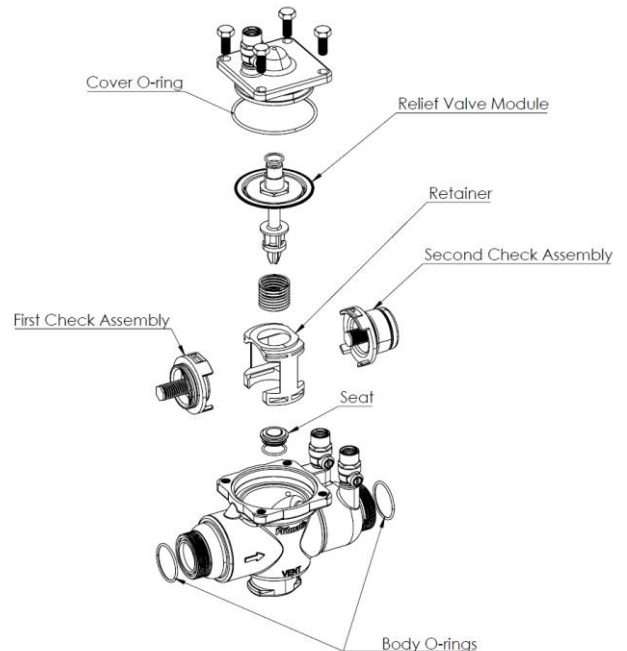 Cover O-ring
Relief Valve Module
Retainer
Second Check Assembly
First Check Assembly
Seat
VENT
Body O-rings